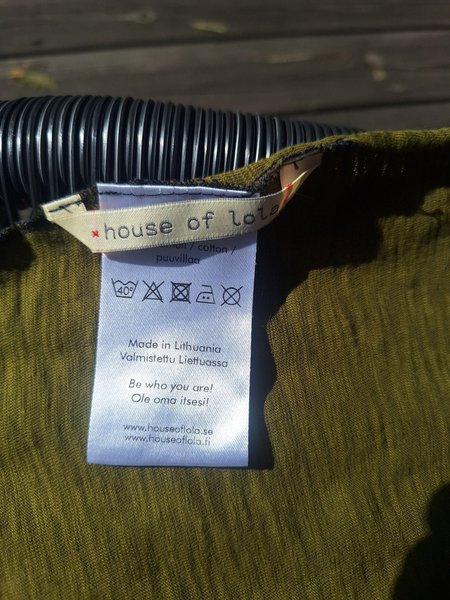 house of lola
/ cotton /
puuvillaa
40°
Made in Lithuania
Valmistettu Liettuassa
Be who you are!
Ole oma itsesi!
www.houseoflola.se
www.houseoflola.fi